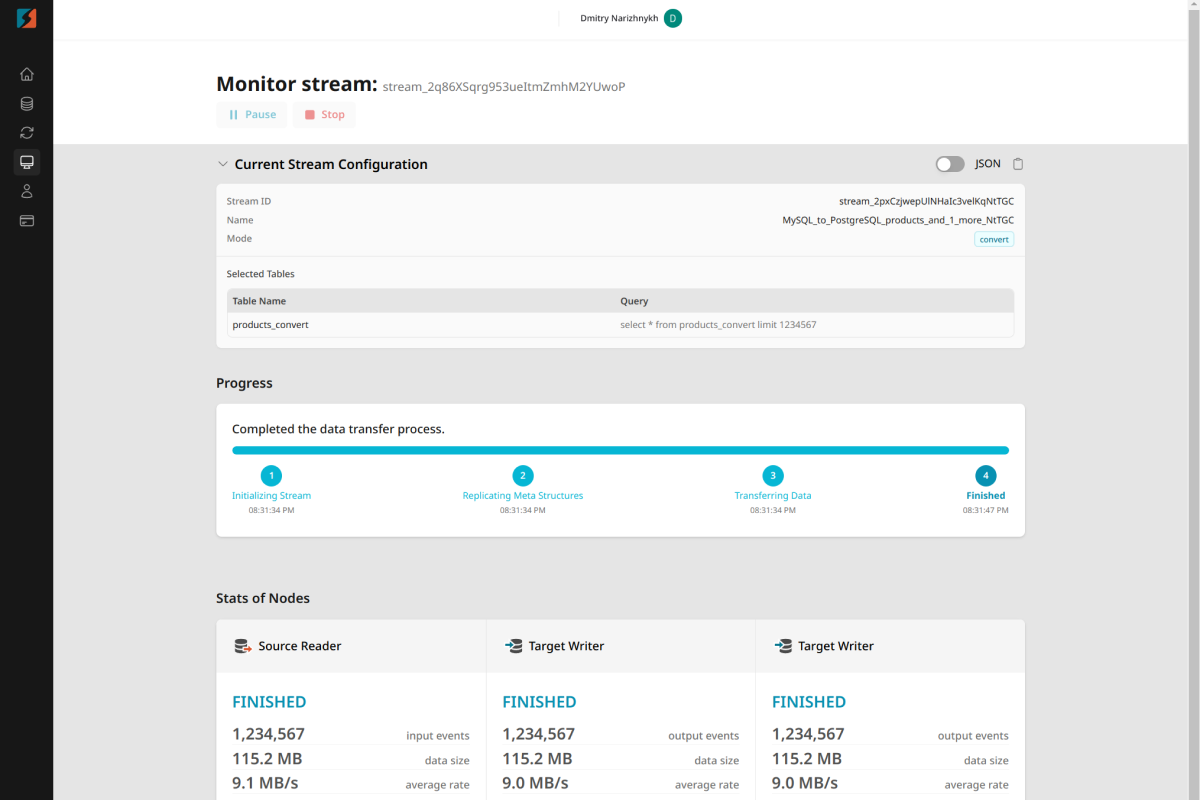 Dmitry Narizhnykh D
Monitor stream: stream_2q86XSqrg953ueItmZmhM2YUwoP
Pause Stop
Current Stream Configuration JSON
Stream ID stream_2pxCzjwepUlNHaIc3velKqNtTGC
Name MySQL_to_PostgreSQL_products_and_1_more_NtTGC
Mode convert
Selected Tables
Table Name Query
products_convert select * from products_convert limit 1234567
Progress
Completed the data transfer process.
1 2 3 4
Initializing Stream Replicating Meta Structures Transferring Data Finished
08:31:34 PM 08:31:34 PM 08:31:34 PM 08:31:47 PM
Stats of Nodes
Source Reader Target Writer Target Writer
FINISHED FINISHED FINISHED
1,234,567 input events 1,234,567 output events 1,234,567 output events
115.2 MB data size 115.2 MB data size 115.2 MB data size
9.1 MB/s average rate 9.0 MB/s average rate 9.0 MB/s average rate